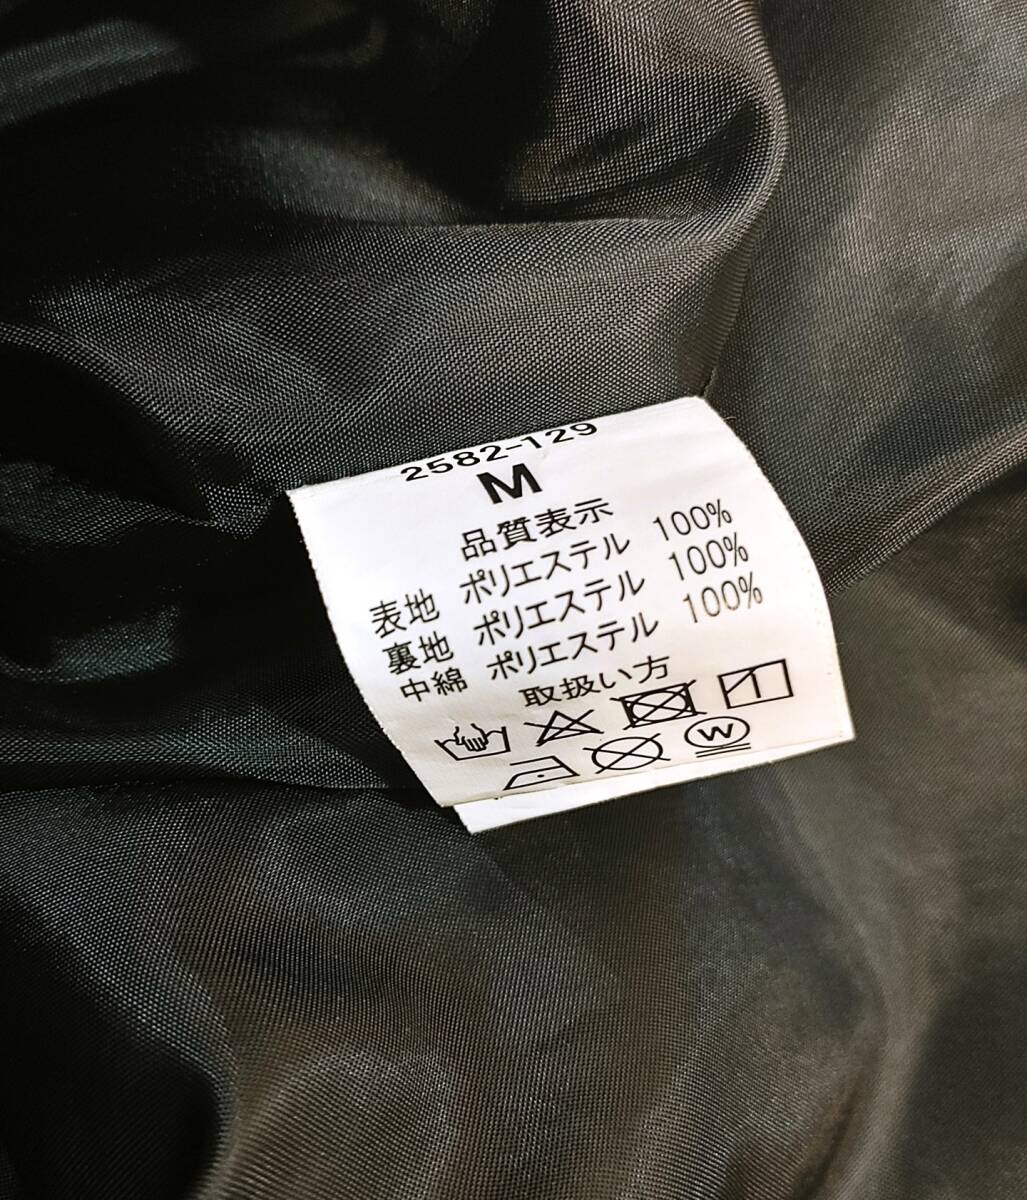 2582-129
M
品質表示
表地 ポリエステル 100%
裏地 ポリエステル 100%
中綿 ポリエステル 100%
取扱い方
W